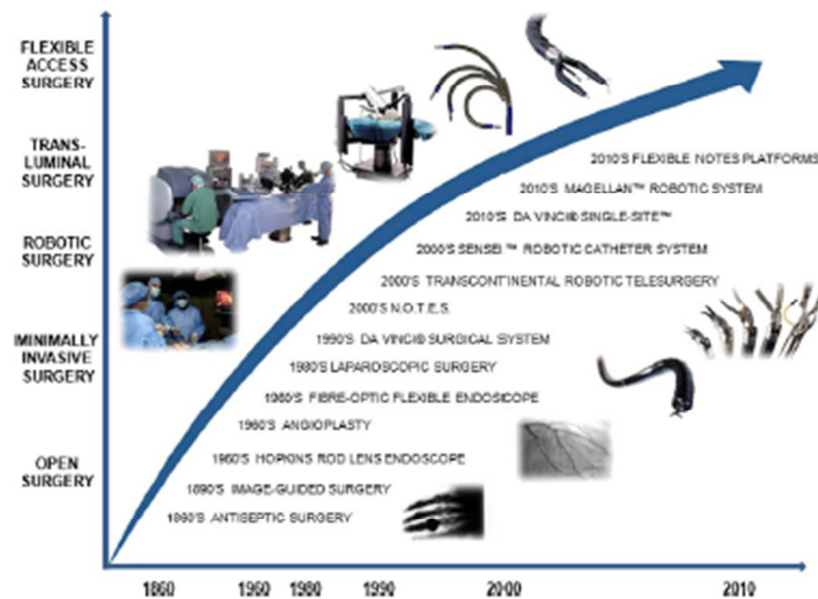 FLEXIBLE
ACCESS
SURGERY
TRANS-
LUMINAL
SURGERY
ROBOTIC
SURGERY
MINIMALLY
INVASIVE
SURGERY
OPEN
SURGERY
2010'S FLEXIBLE NOTES PLATFORMS
2010'S MAGELLAN™ ROBOTIC SYSTEM
2010'S DA VINCI® SINGLE-SITE™
2000'S SENSEI™ ROBOTIC CATHETER SYSTEM
2000'S TRANSCONTINENTAL ROBOTIC TELESURGERY
2000'S N.O.T.E.S.
1990'S DA VINCI® SURGICAL SYSTEM
1980'S LAPAROSCOPIC SURGERY
1960'S FIBRE-OPTIC FLEXIBLE ENDOSICOPE
1960'S ANGIOPLASTY
1960'S HOPKINS ROD LENS ENDOSCOPE
1890'S IMAGE-GUIDED SURGERY
1860'S ANTISEPTIC SURGERY
1860 1960 1980 1990 2000 2010